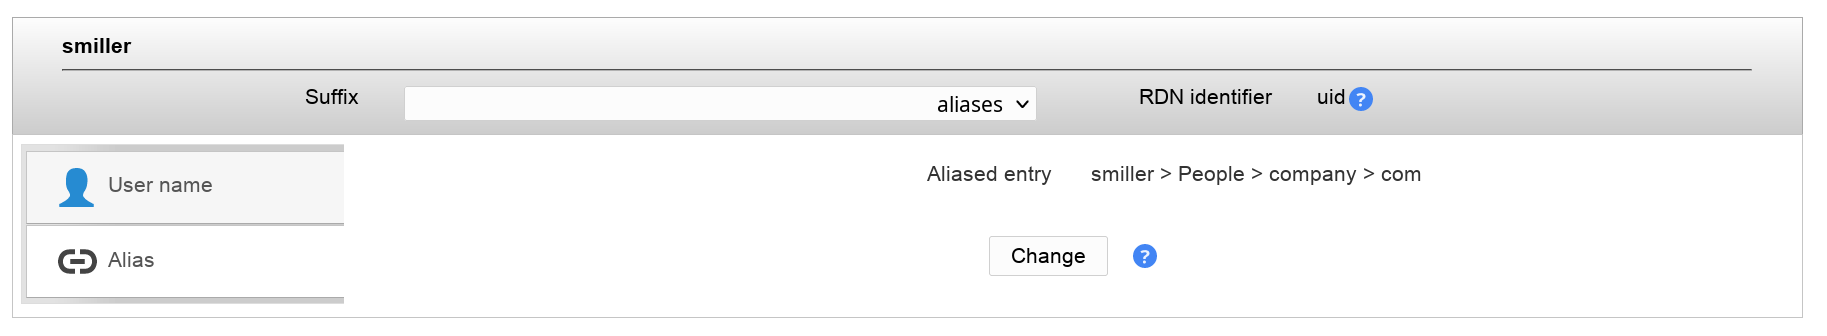 smiller
Suffix aliases RDN identifier uid ?
User name
Aliased entry smiller > People > company > com
Alias
Change ?